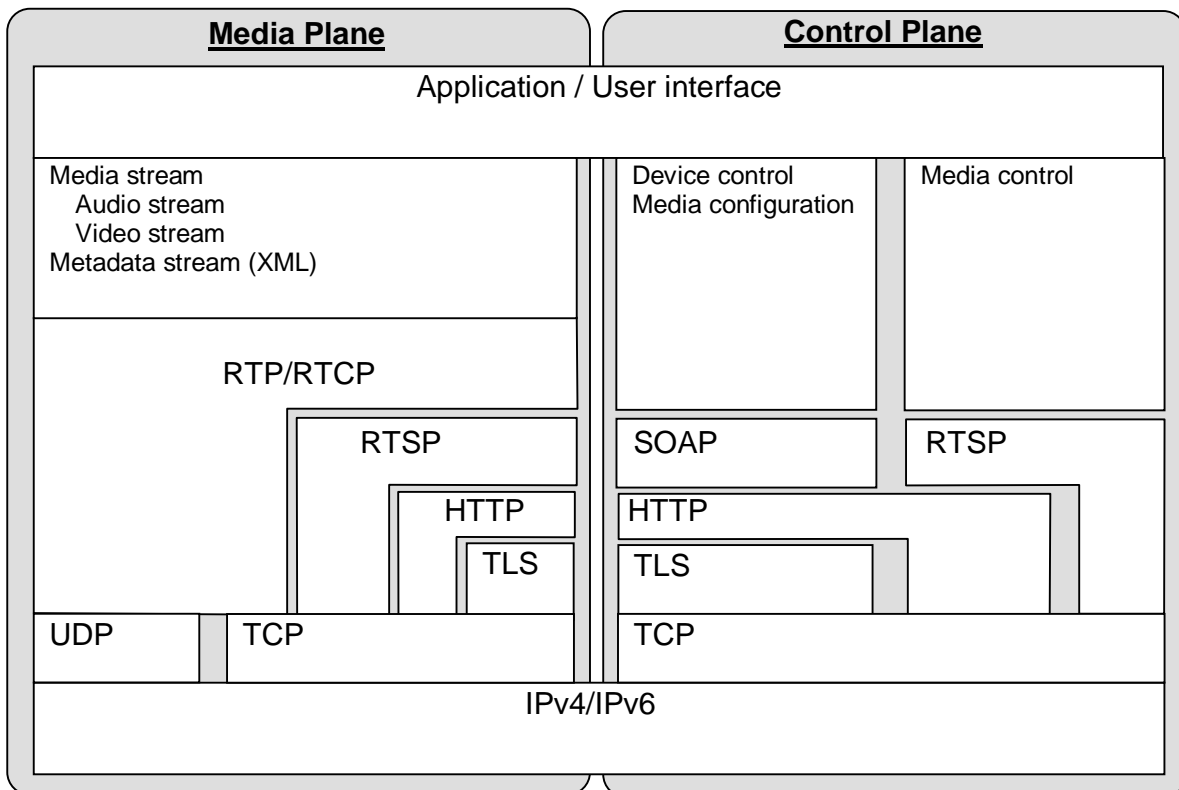 Media Plane
Control Plane
Application / User interface
Media stream
Audio stream
Video stream
Metadata stream (XML)
Device control
Media configuration
Media control
RTP/RTCP
RTSP
SOAP
RTSP
HTTP
HTTP
TLS
TLS
UDP
TCP
TCP
IPv4/IPv6